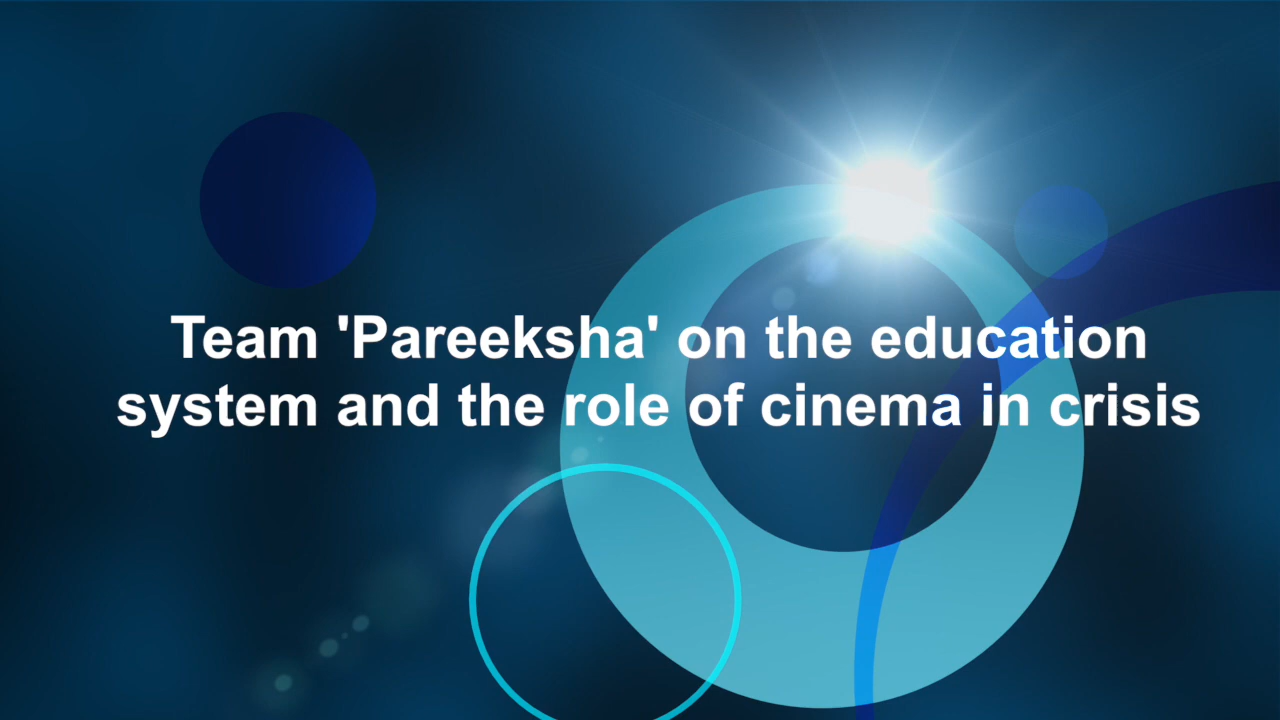 Team 'Pareeksha' on the education
system and the role of cinema in crisis